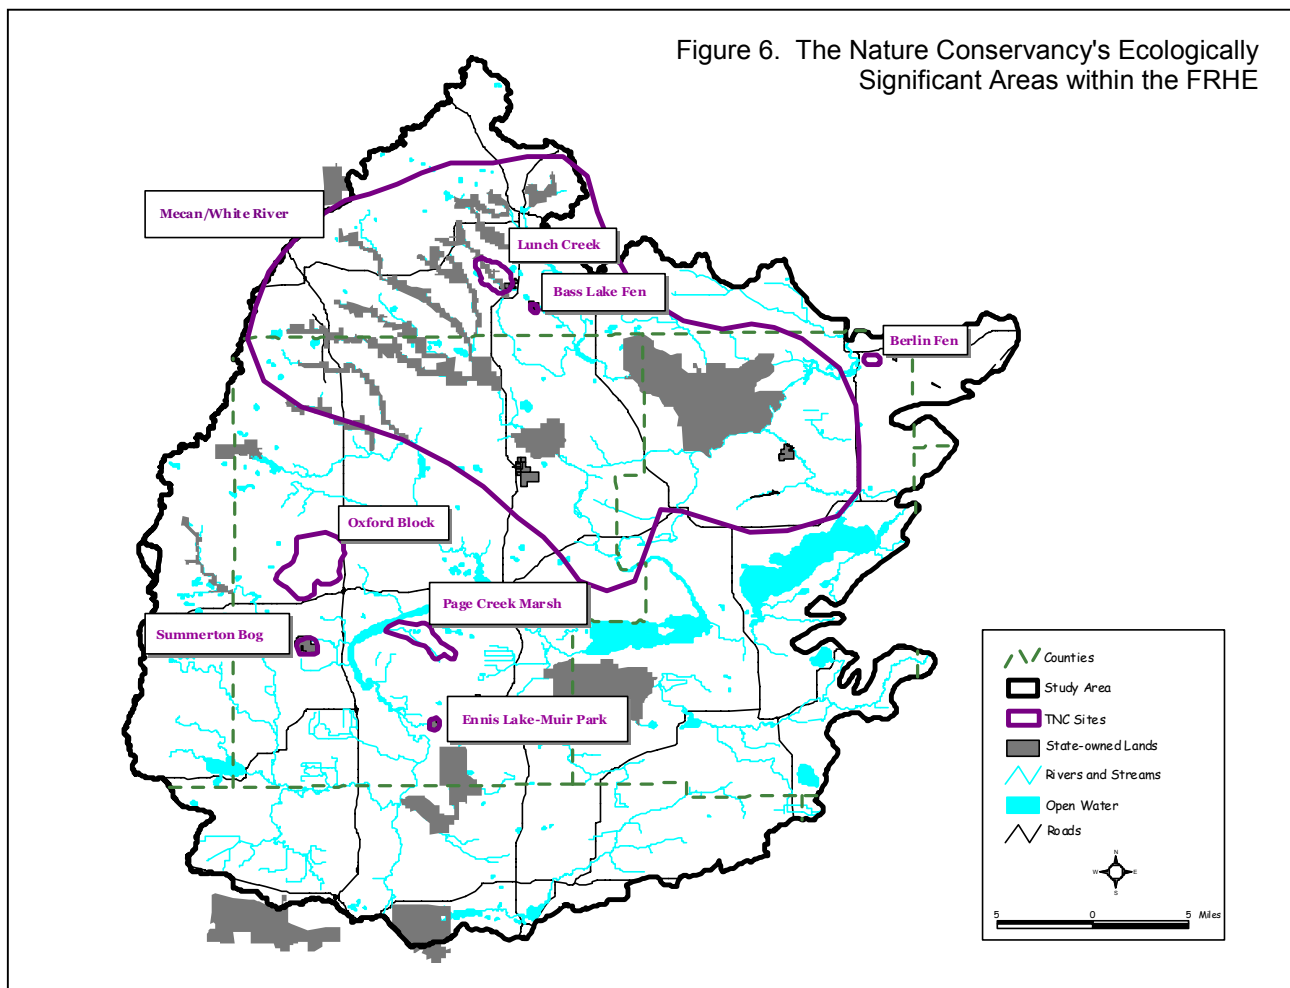 Figure 6.  The Nature Conservancy's Ecologically
Significant Areas within the FRHE
Mecan/White River
Lunch Creek
Bass Lake Fen
Berlin Fen
Oxford Block
Page Creek Marsh
Summerton Bog
Ennis Lake-Muir Park
Counties
Study Area
TNC Sites
State-owned Lands
Rivers and Streams
Open Water
Roads
N
W E
S
5 0 5 Miles